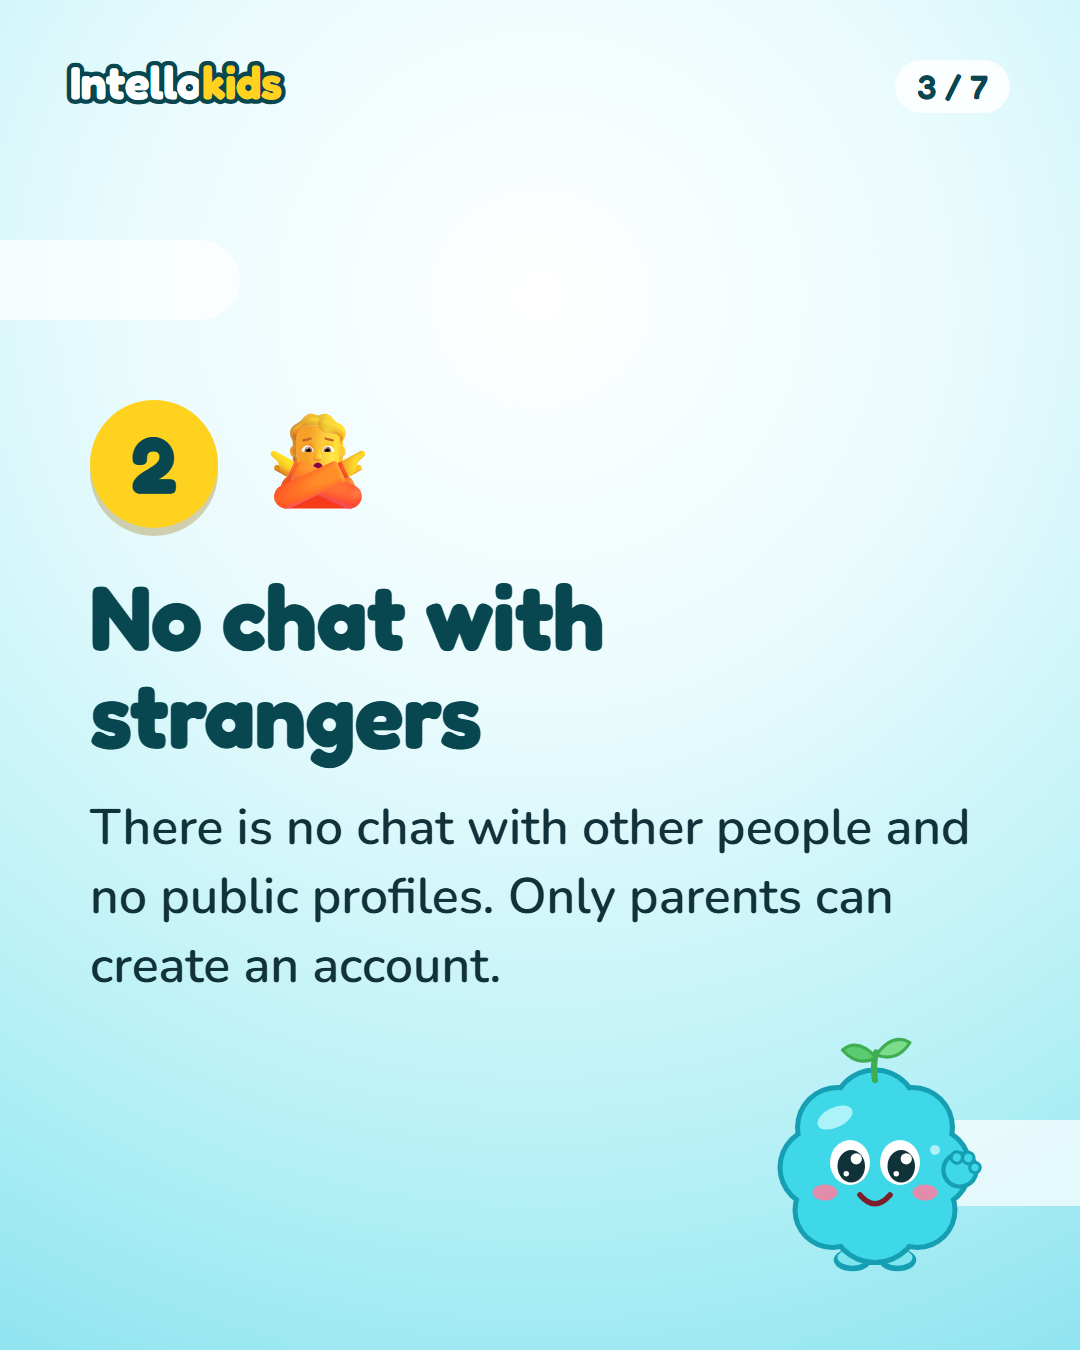 Intellokids
3 / 7
2
No chat with
strangers
There is no chat with other people and
no public profiles. Only parents can
create an account.